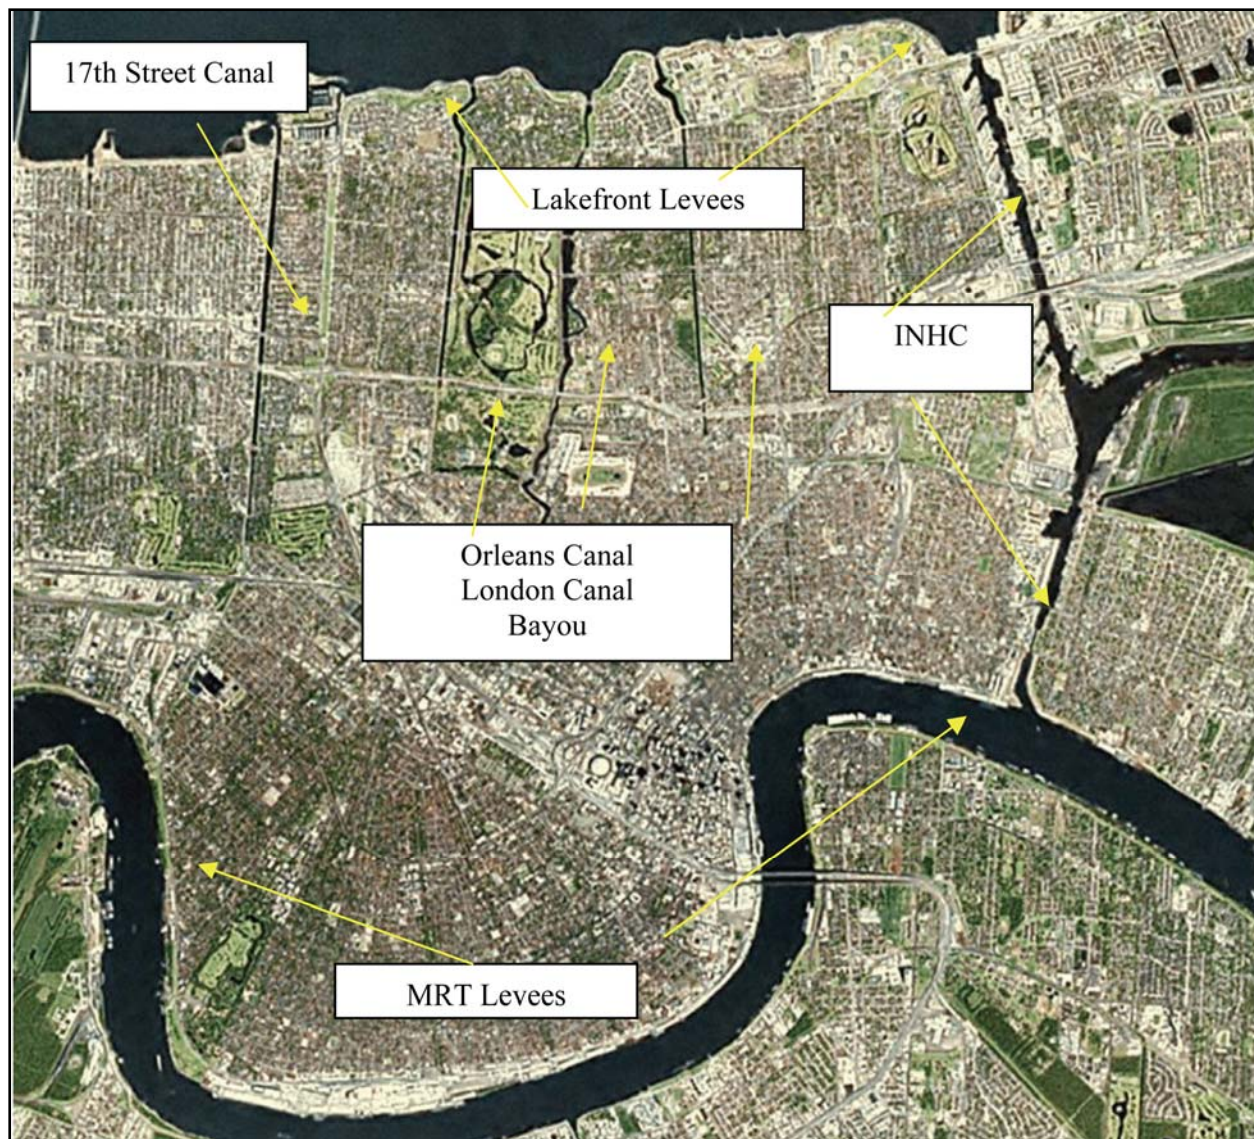 17th Street Canal
Lakefront Levees
INHC
Orleans Canal
London Canal
Bayou
MRT Levees